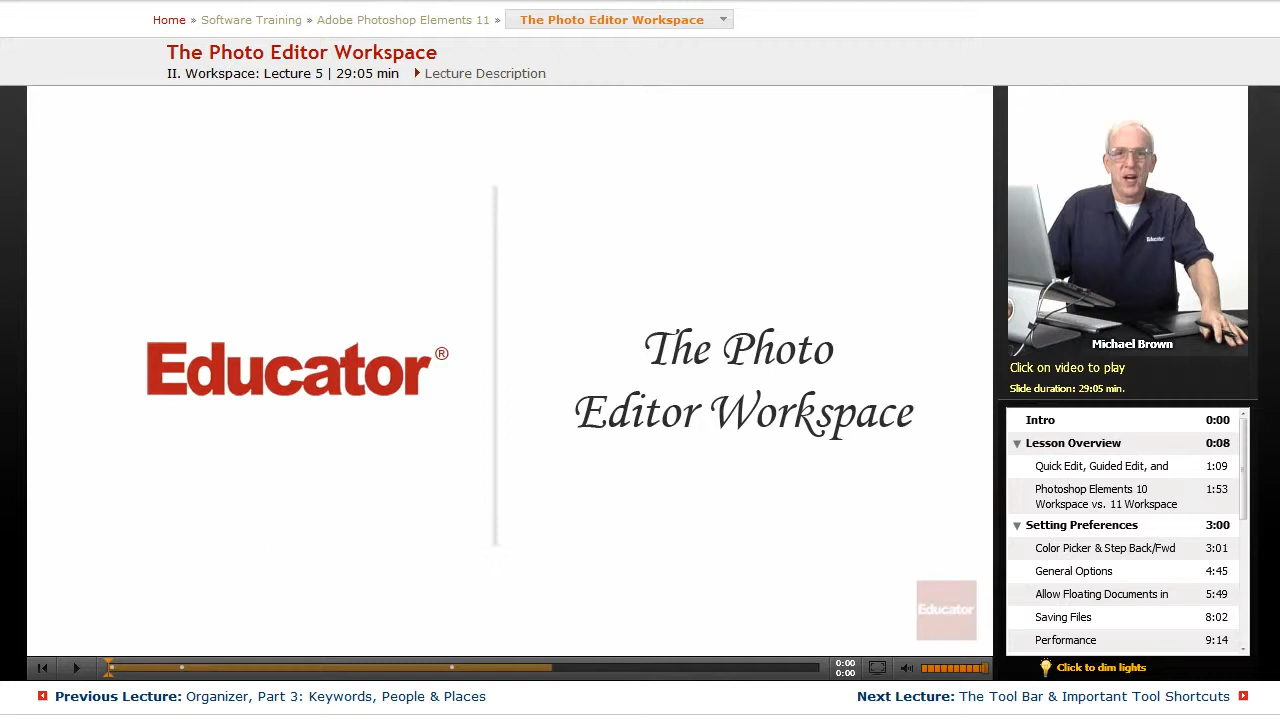 Home » Software Training » Adobe Photoshop Elements 11 » The Photo Editor Workspace
The Photo Editor Workspace
II. Workspace: Lecture 5 | 29:05 min Lecture Description
Educator®
The Photo
Editor Workspace
Educator
Educator
Michael Brown
Click on video to play
Slide duration: 29:05 min.
Intro 0:00
Lesson Overview 0:08
Quick Edit, Guided Edit, and 1:09
Photoshop Elements 10 1:53
Workspace vs. 11 Workspace
Setting Preferences 3:00
Color Picker & Step Back/Fwd 3:01
General Options 4:45
Allow Floating Documents in 5:49
Saving Files 8:02
Performance 9:14
0:00
0:00
Click to dim lights
Previous Lecture: Organizer, Part 3: Keywords, People & Places
Next Lecture: The Tool Bar & Important Tool Shortcuts